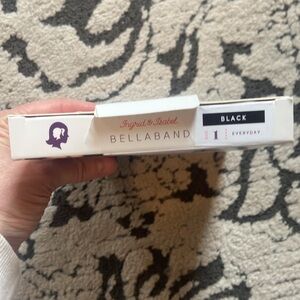 Ingrid & Isabel
BELLABAND
BLACK
1
EVERYDAY